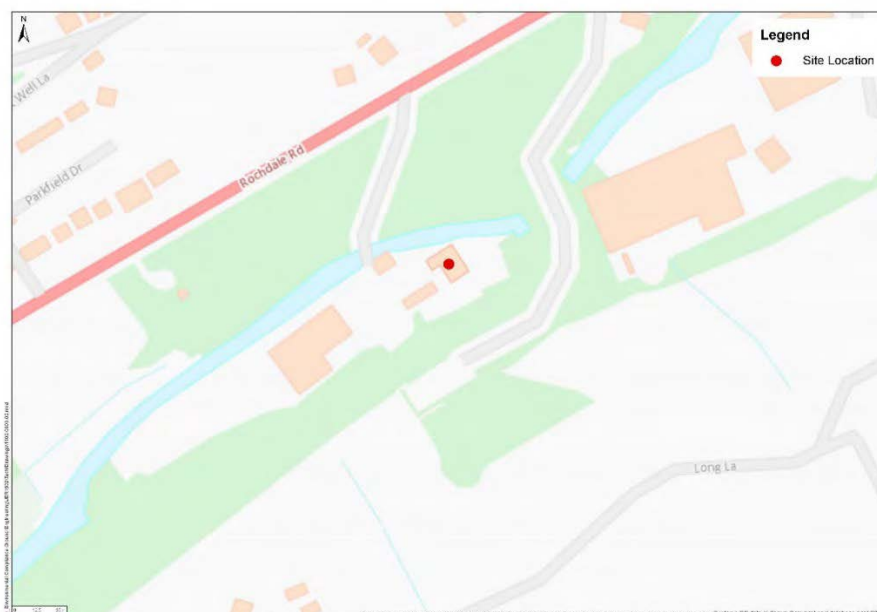 N
Legend
Site Location
Well La
Rochdale Rd
Parkfield Dr
Long La